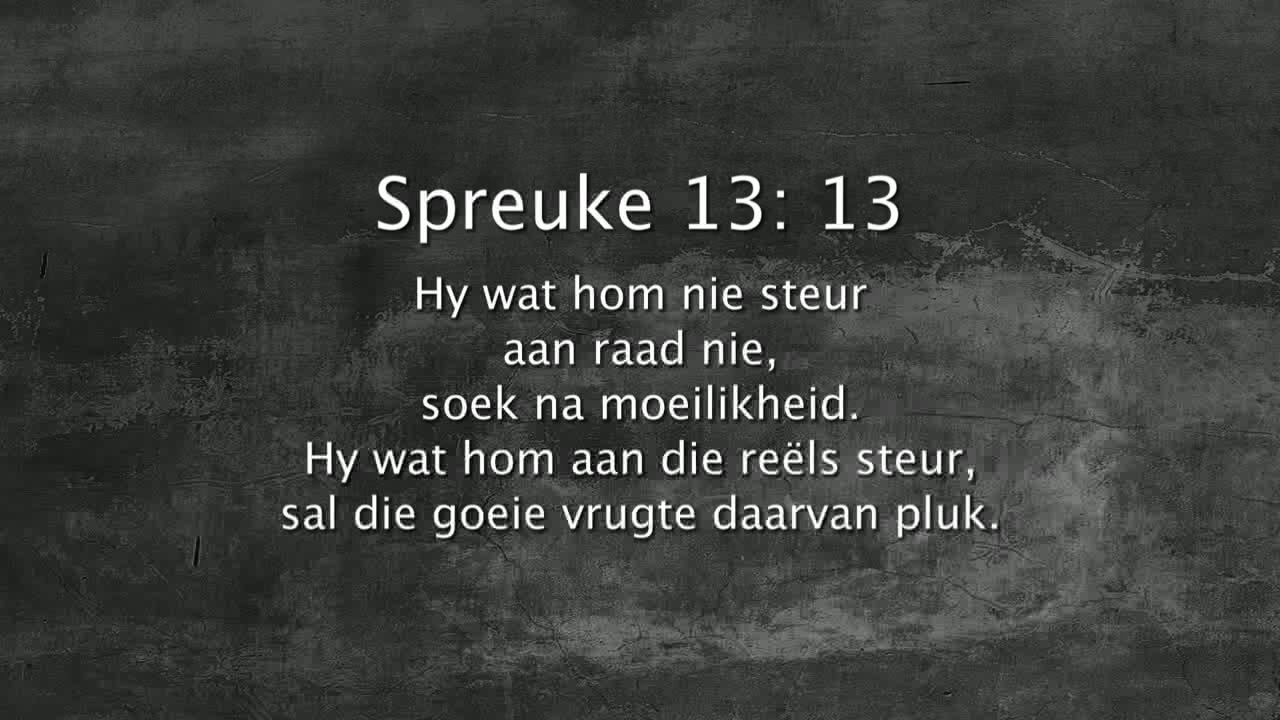 Spreuke 13: 13
Hy wat hom nie steur
aan raad nie,
soek na moeilikheid.
Hy wat hom aan die reëls steur,
sal die goeie vrugte daarvan pluk.